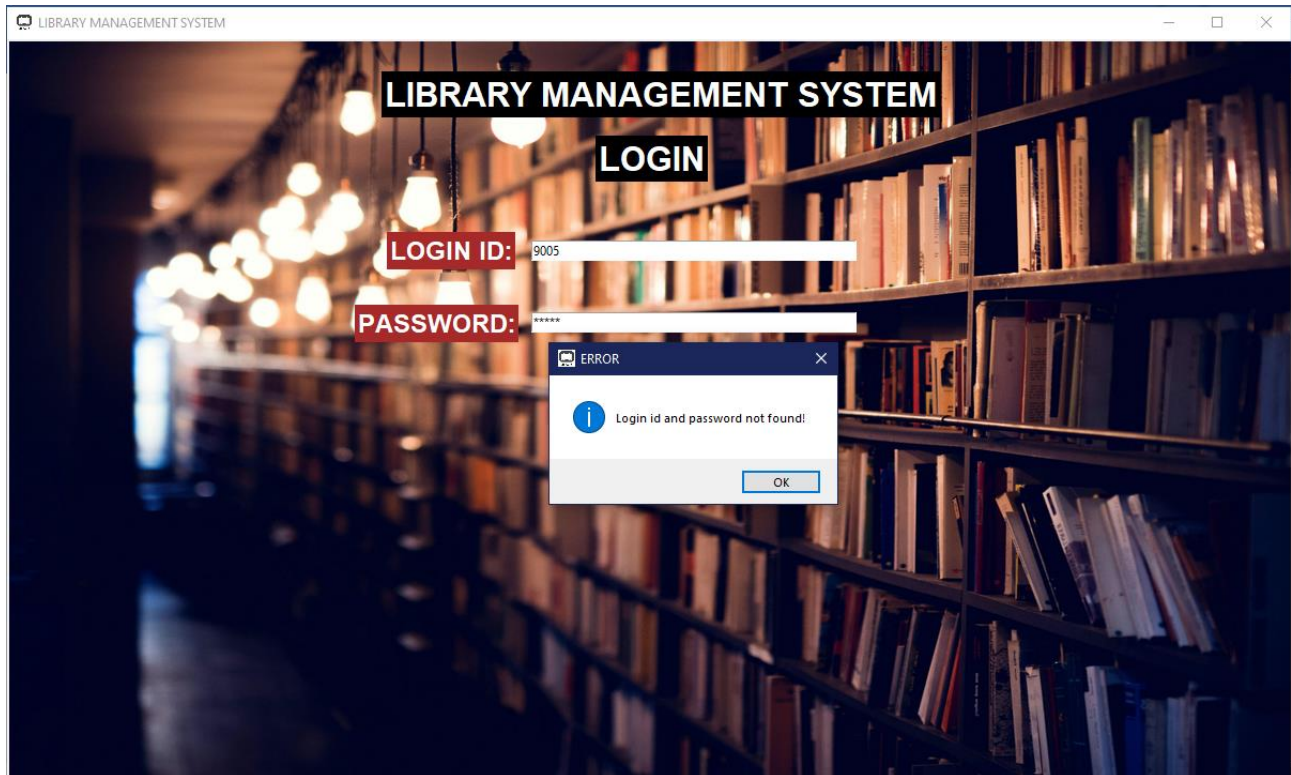 LIBRARY MANAGEMENT SYSTEM
LIBRARY MANAGEMENT SYSTEM
LOGIN
LOGIN ID: 9005
PASSWORD: *****
ERROR
Login id and password not found!
OK